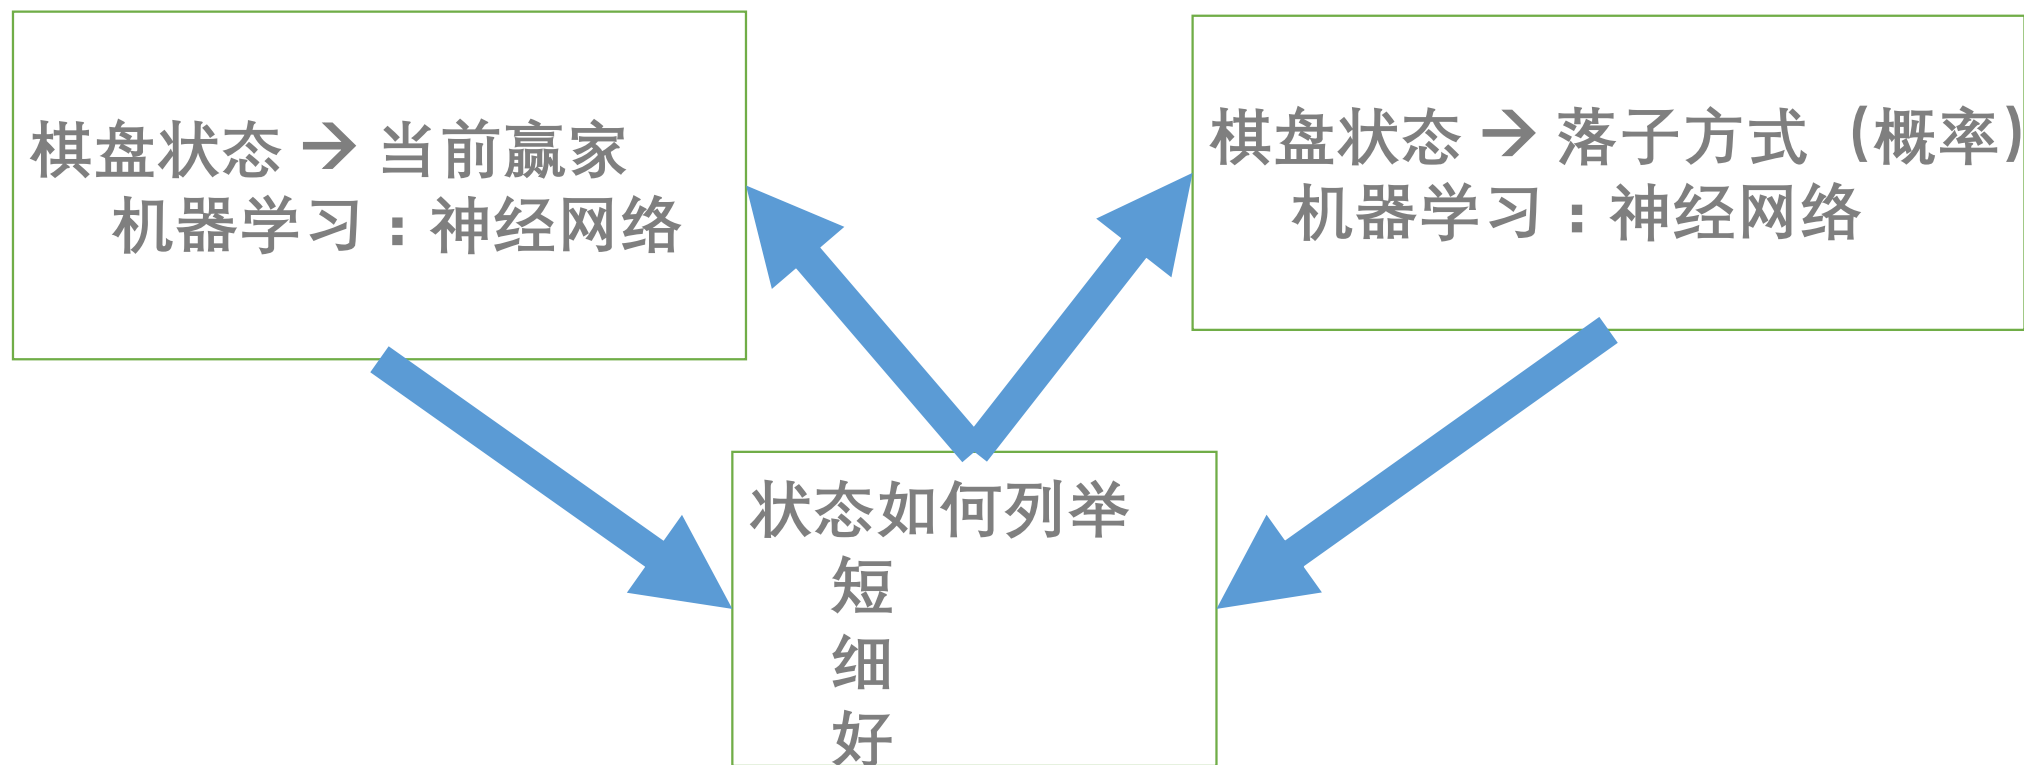 棋盘状态 → 当前赢家
机器学习：神经网络
棋盘状态 → 落子方式（概率）
机器学习：神经网络
状态如何列举
短
细
好